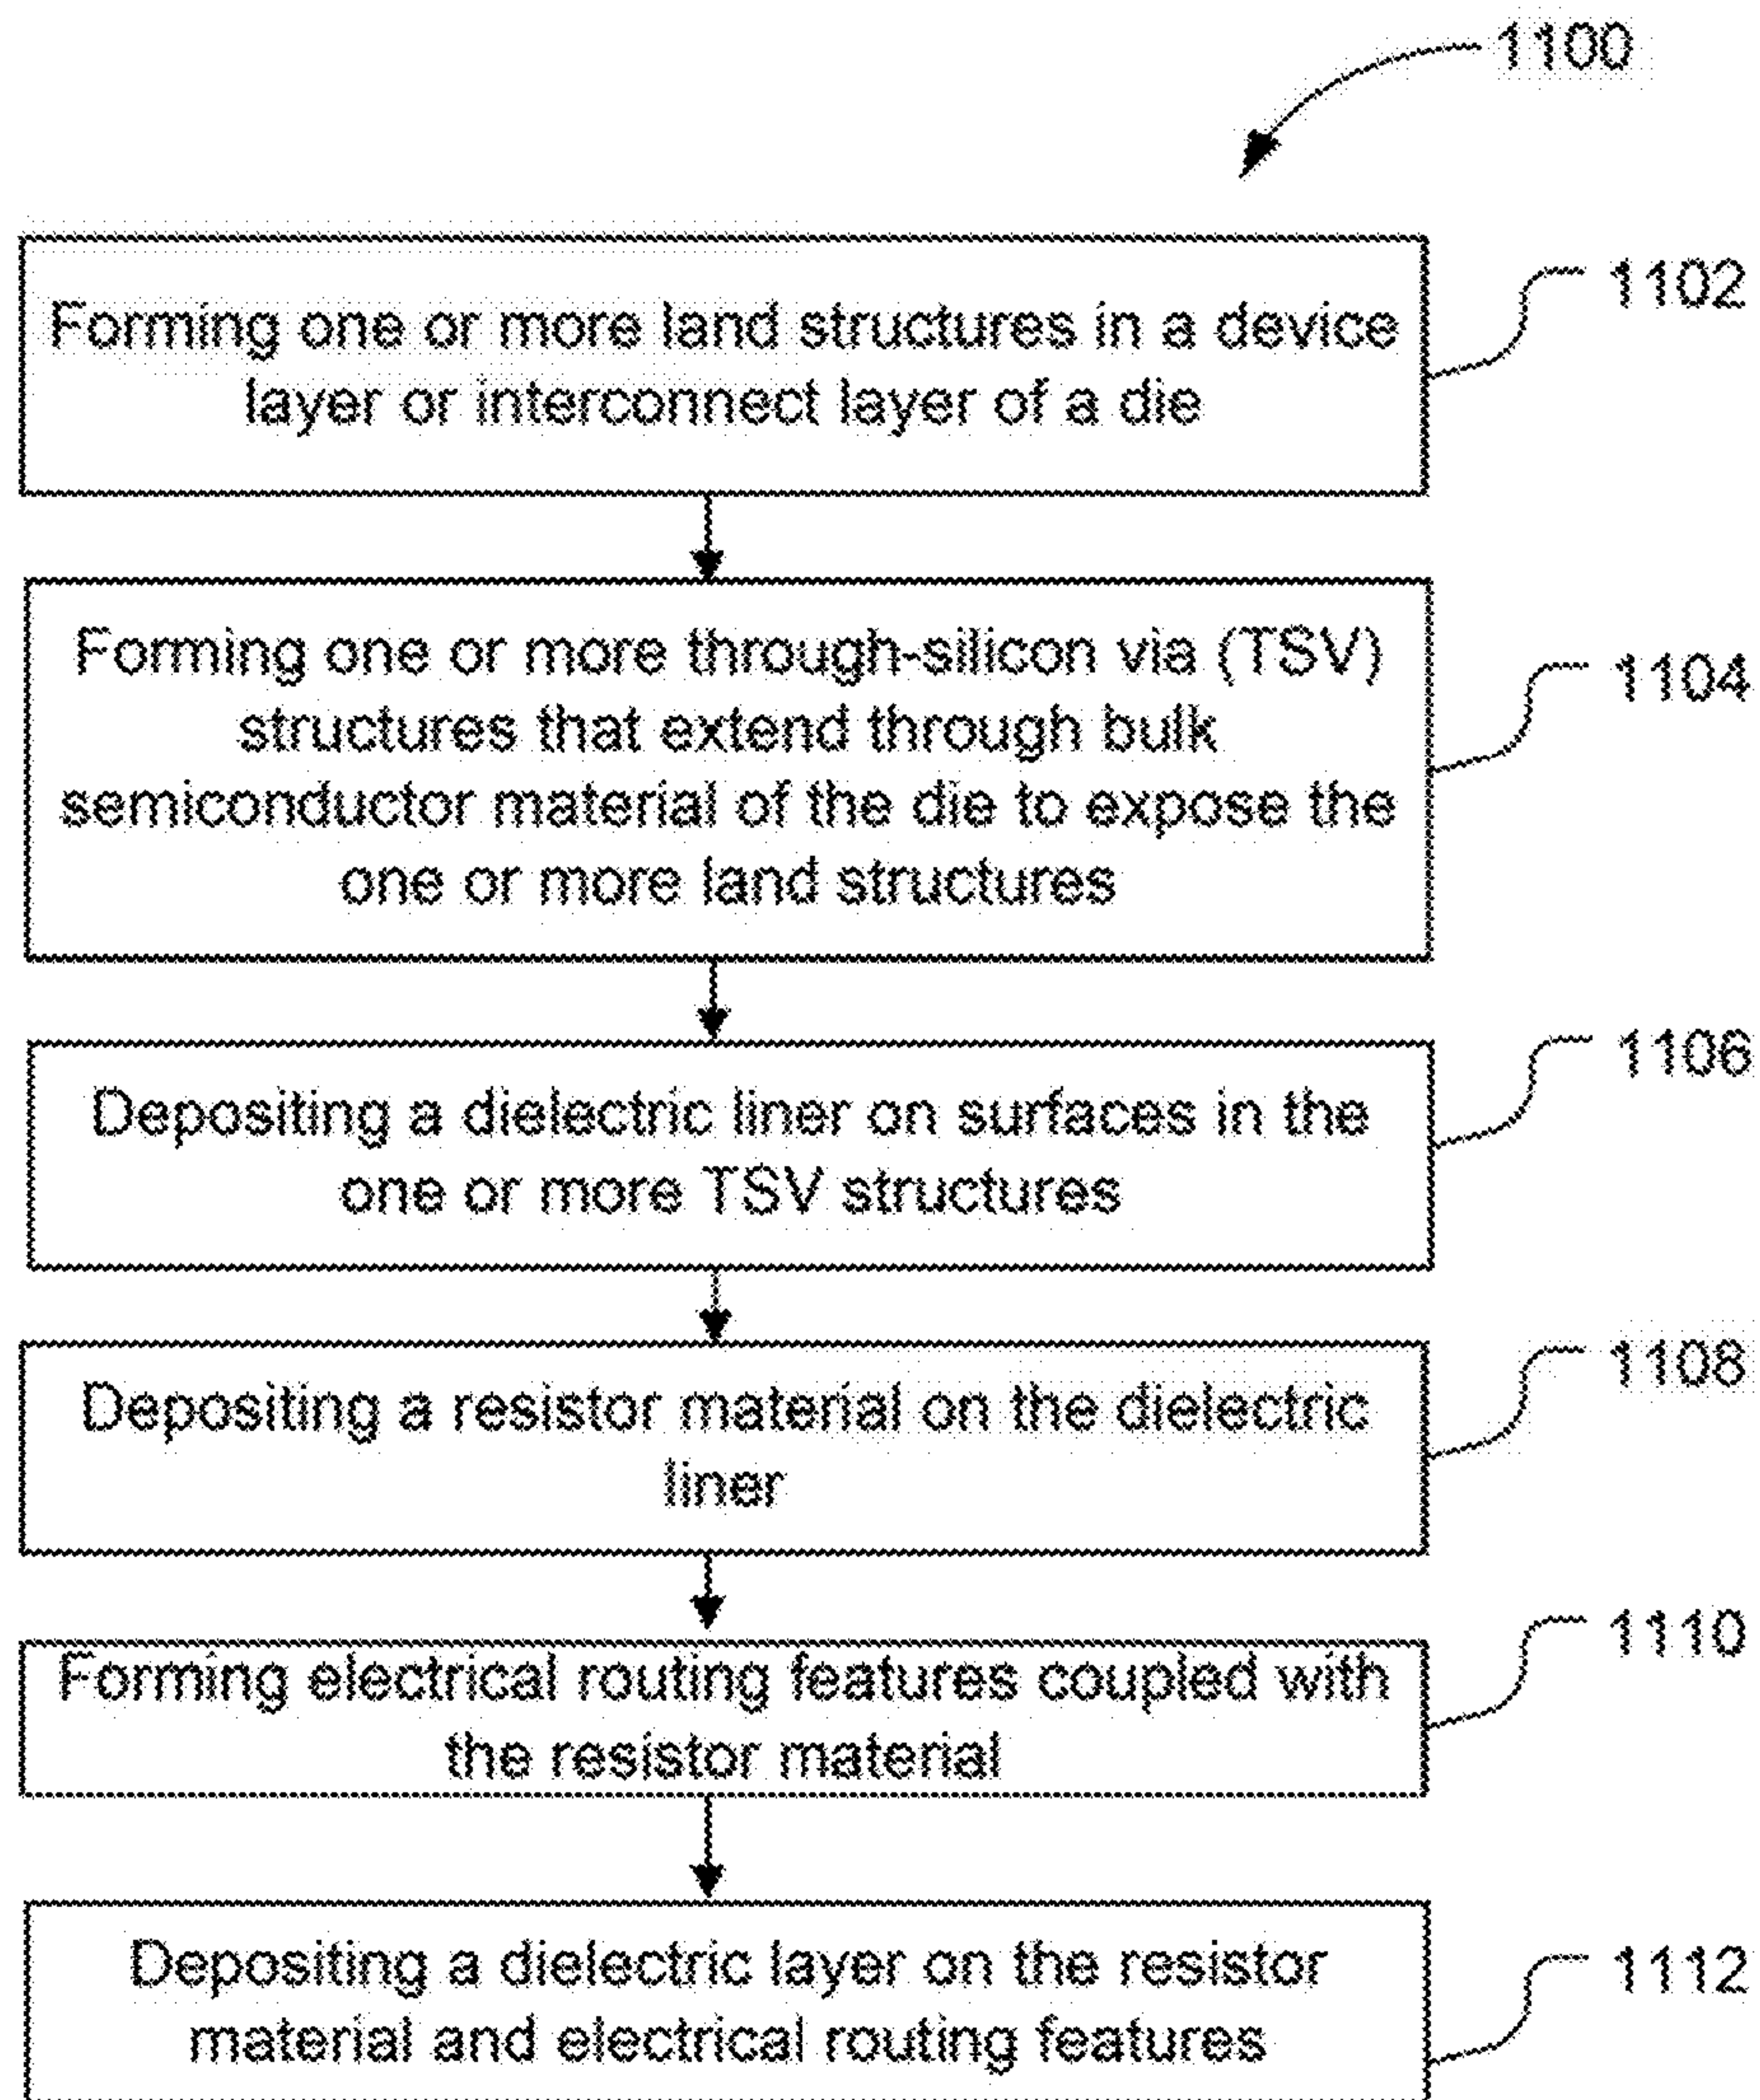 1100
Forming one or more land structures in a device
layer or interconnect layer of a die
1102
Forming one or more through-silicon via (TSV)
structures that extend through bulk
semiconductor material of the die to expose the
one or more land structures
1104
Depositing a dielectric liner on surfaces in the
one or more TSV structures
1106
Depositing a resistor material on the dielectric
liner
1108
Forming electrical routing features coupled with
the resistor material
1110
Depositing a dielectric layer on the resistor
material and electrical routing features
1112